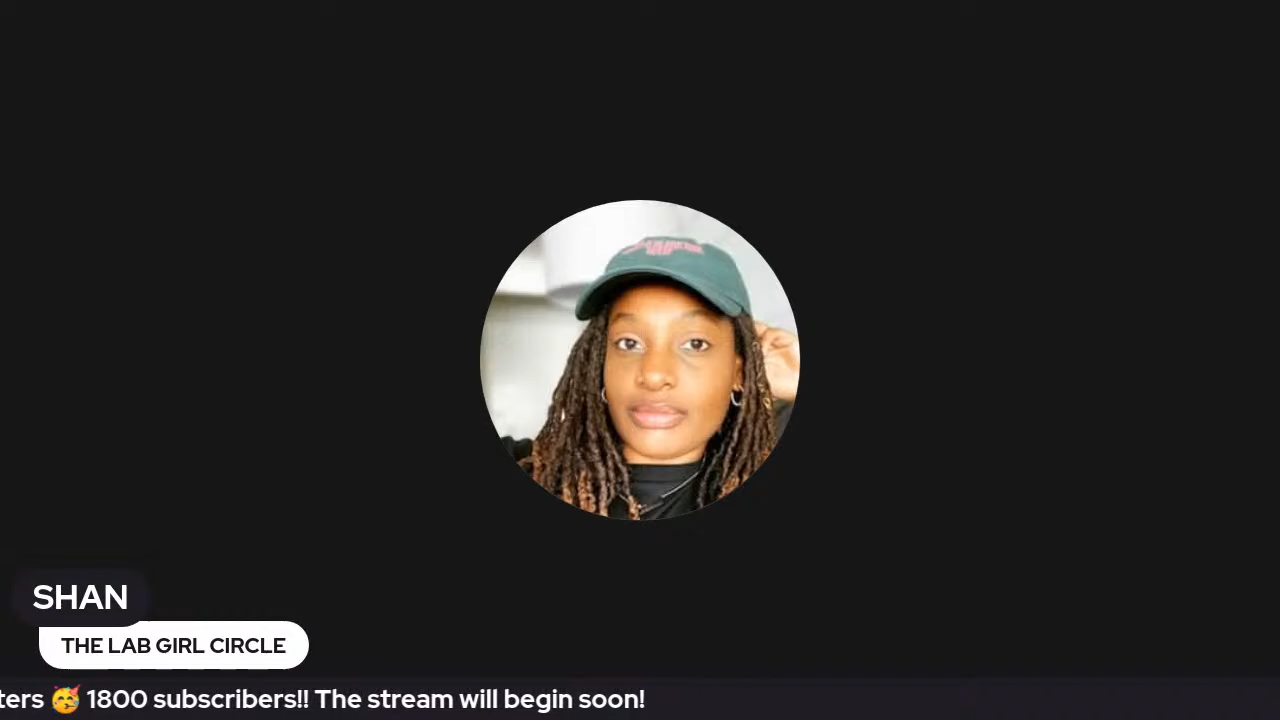 SHAN
THE LAB GIRL CIRCLE
ters 🥳 1800 subscribers!! The stream will begin soon!